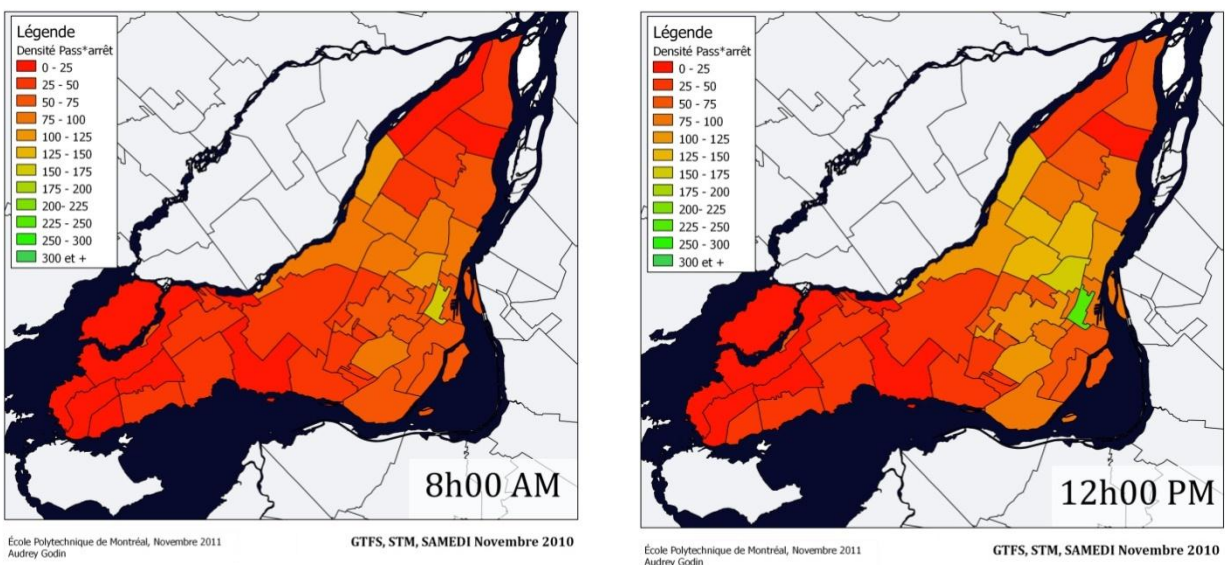 Légende
Densité Pass*arrêt
0 - 25
25 - 50
50 - 75
75 - 100
100 - 125
125 - 150
150 - 175
175 - 200
200- 225
225 - 250
250 - 300
300 et +
8h00 AM
École Polytechnique de Montréal, Novembre 2011
Audrey Godin
GTFS, STM, SAMEDI Novembre 2010
Légende
Densité Pass*arrêt
0 - 25
25 - 50
50 - 75
75 - 100
100 - 125
125 - 150
150 - 175
175 - 200
200- 225
225 - 250
250 - 300
300 et +
12h00 PM
École Polytechnique de Montréal, Novembre 2011
Audrey Godin
GTFS, STM, SAMEDI Novembre 2010